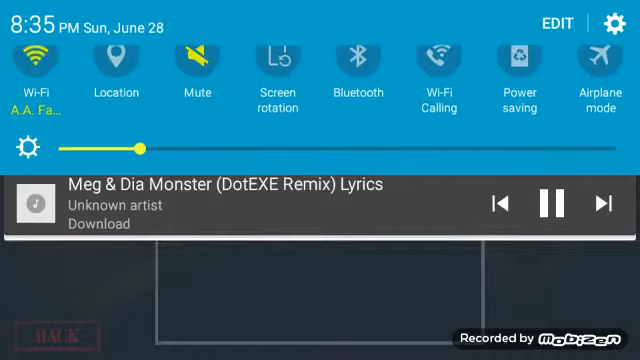 8:35 PM Sun, June 28 EDIT
Wi-Fi Location Mute Screen rotation Bluetooth Wi-Fi Calling Power saving Airplane mode
A.A. Fa...
Meg & Dia Monster (DotEXE Remix) Lyrics
Unknown artist
Download
HACK
Recorded by Mobizen